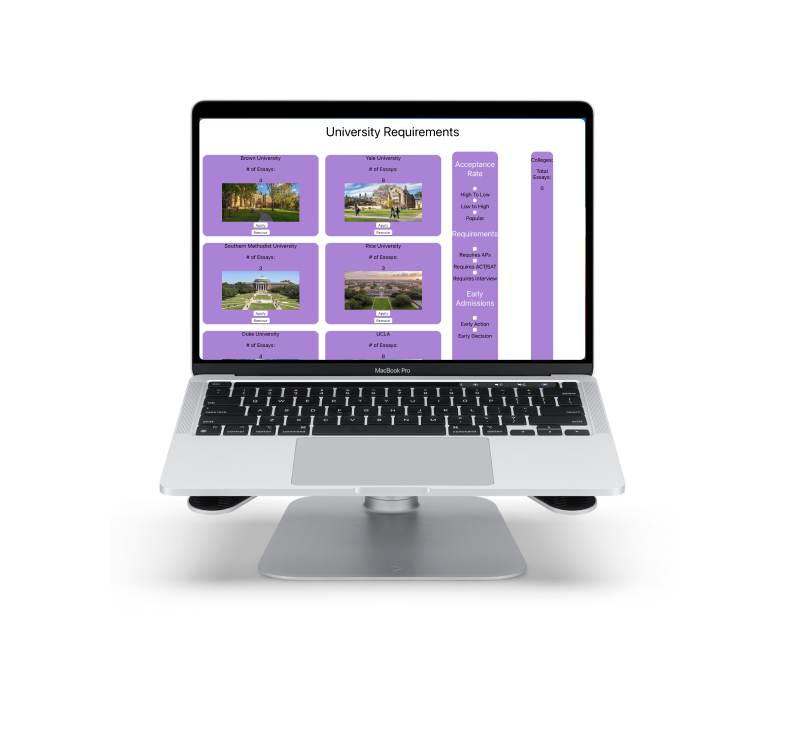 University Requirements
Brown University
# of Essays:
4
Apply
Remove
Yale University
# of Essays:
8
Apply
Remove
Southern Methodist University
# of Essays:
3
Apply
Remove
Rice University
# of Essays:
3
Apply
Remove
Duke University
# of Essays:
4
UCLA
# of Essays:
8
Acceptance
Rate
High To Low
Low to High
Popular
Requirements
Requires APs
Requires ACT/SAT
Requires Interview
Early
Admissions
Early Action
Early Decision
Colleges:
Total
Essays:
0
MacBook Pro